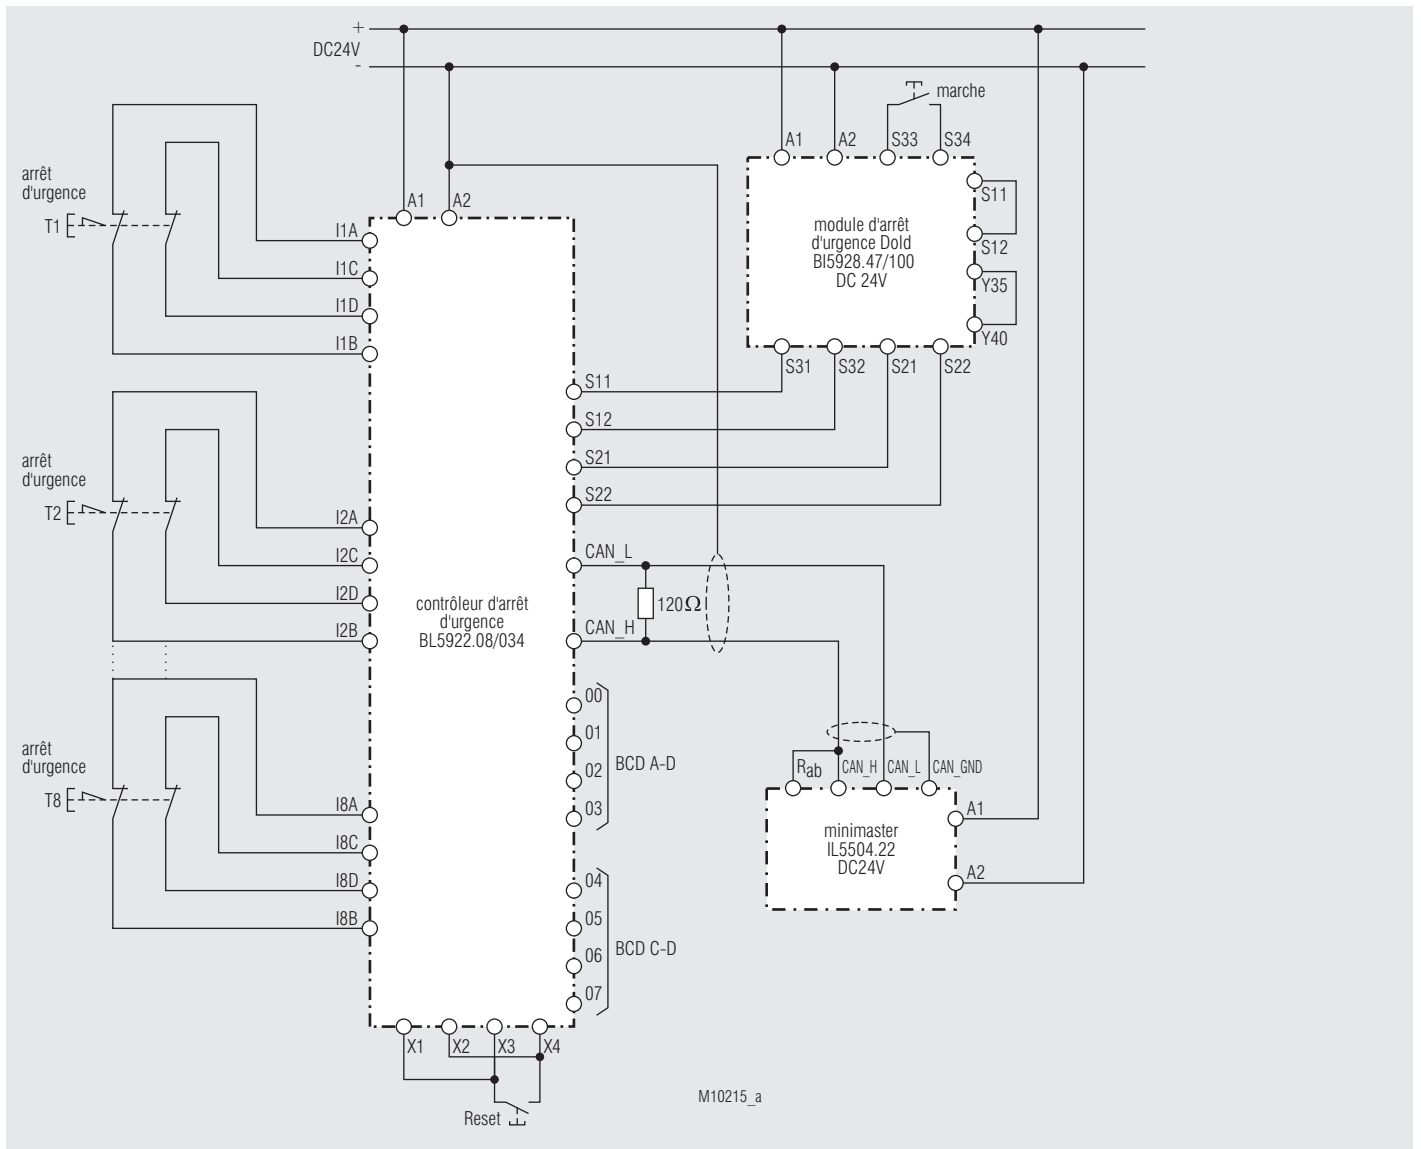 +
DC24V
-
marche
A1
A2
S33
S34
S11
S12
Y35
Y40
module d'arrêt
d'urgence Dold
BI5928.47/100
DC 24V
S31
S32
S21
S22
arrêt
d'urgence
T1
A1
A2
I1A
I1C
I1D
I1B
arrêt
d'urgence
T2
I2A
I2C
I2D
I2B
arrêt
d'urgence
T8
I8A
I8C
I8D
I8B
contrôleur d'arrêt
d'urgence
BL5922.08/034
S11
S12
S21
S22
CAN_L
120Ω
CAN_H
00
01
02
03
BCD A-D
04
05
06
07
BCD C-D
Rab
CAN_H
CAN_L
CAN_GND
minimaster
IL5504.22
DC24V
A1
A2
X1
X2
X3
X4
Reset
M10215_a